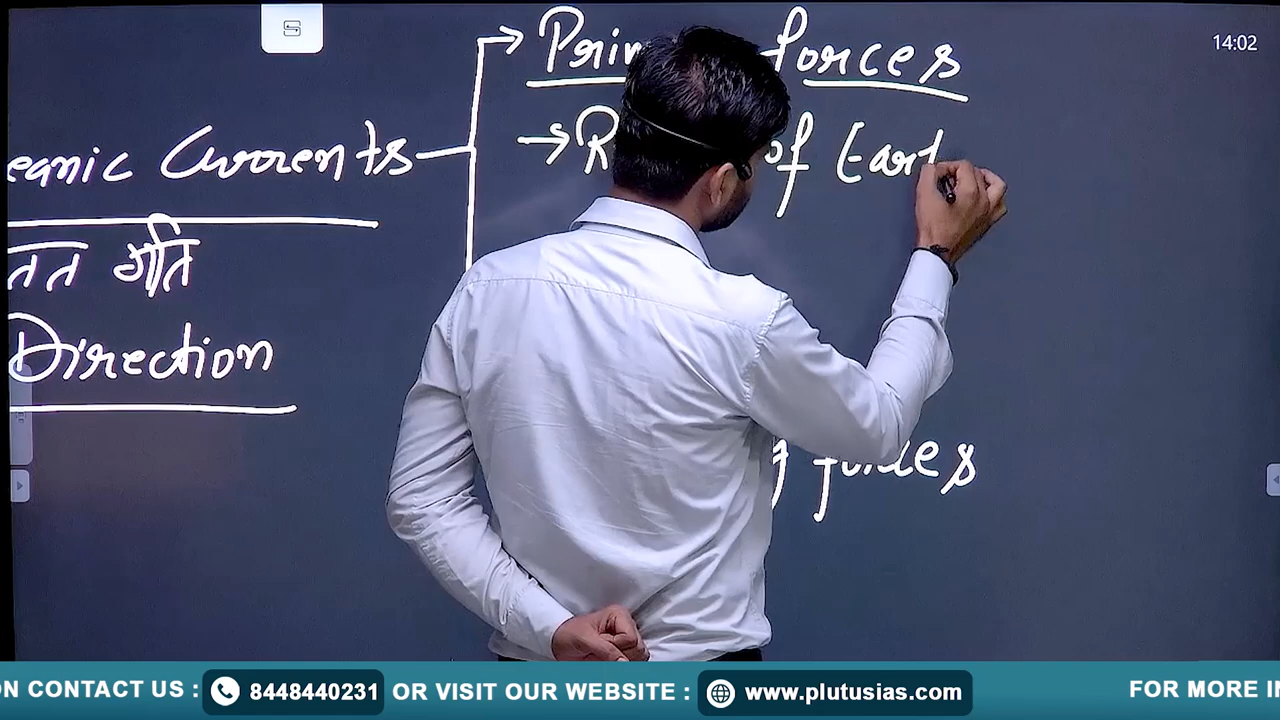 forces
14:02
of Eart
eanic Currents
तत गति
Direction
forces
ON CONTACT US : 8448440231 OR VISIT OUR WEBSITE : www.plutusias.com FOR MORE IN